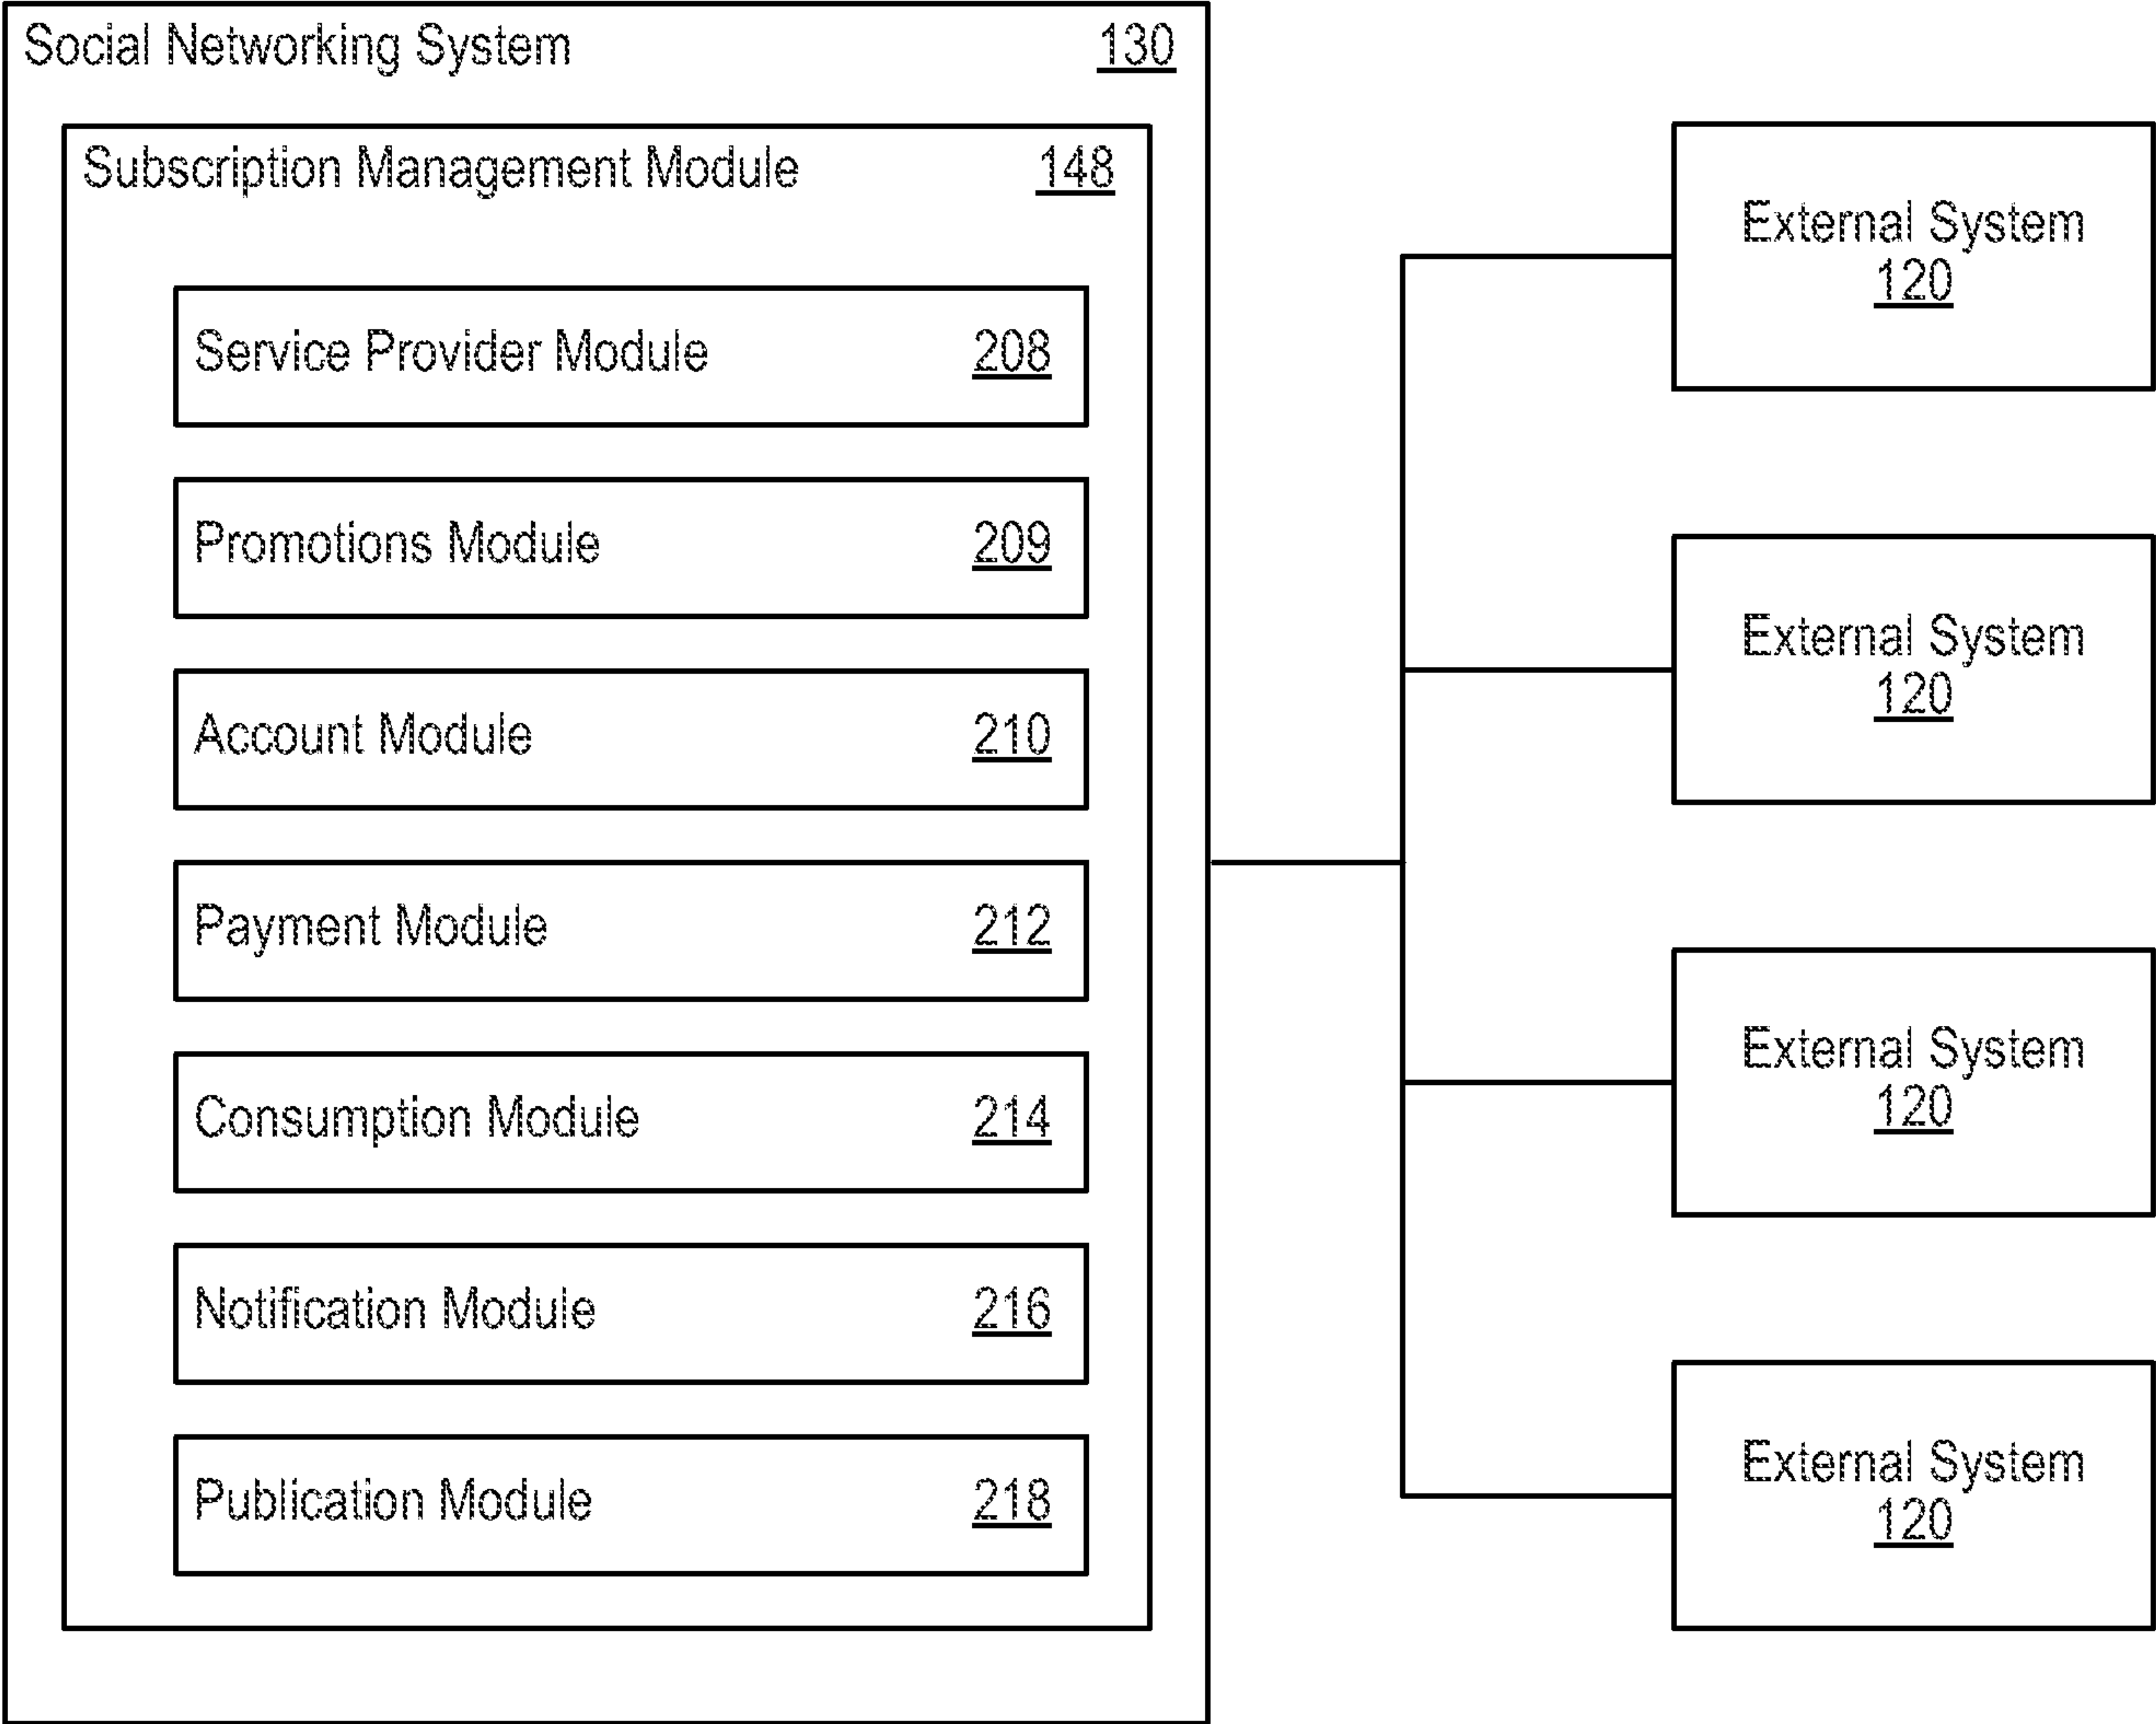 Social Networking System 130
Subscription Management Module 148
Service Provider Module 208
Promotions Module 209
Account Module 210
Payment Module 212
Consumption Module 214
Notification Module 216
Publication Module 218
External System
120
External System
120
External System
120
External System
120